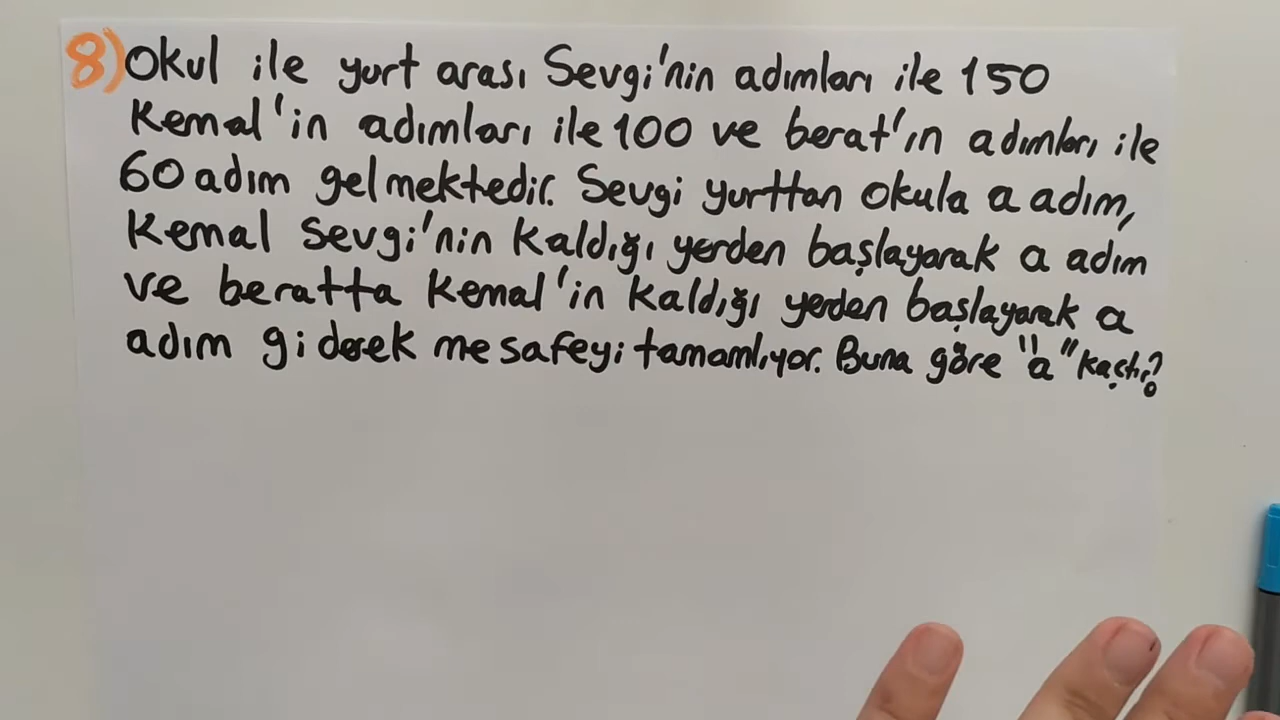 8) Okul ile yurt arası Sevgi'nin adımları ile 150
Kemal'in adımları ile 100 ve berat'ın adımları ile
60 adım gelmektedir. Sevgi yurttan okula a adım,
Kemal Sevgi'nin kaldığı yerden başlayarak a adım
ve beratta Kemal'in kaldığı yerden başlayarak a
adım giderek mesafeyi tamamlıyor. Buna göre "a" kaçtır?